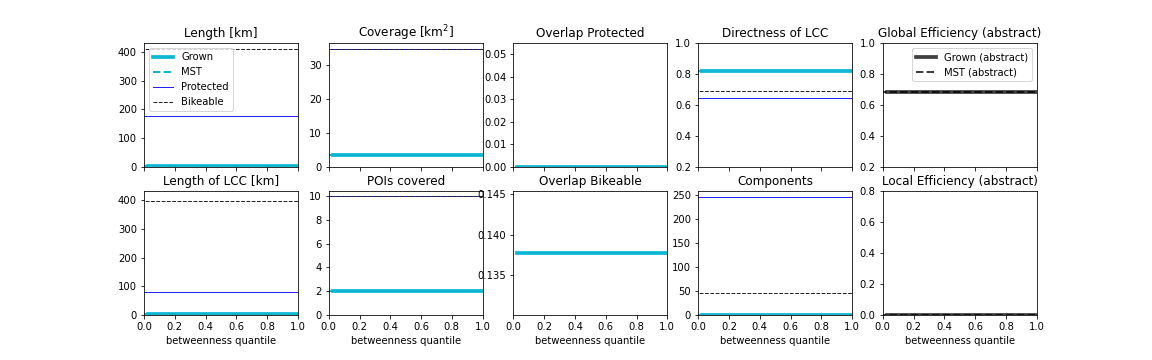 Length [km]
Coverage [km²]
Overlap Protected
Directness of LCC
Global Efficiency (abstract)
400
300
200
100
0
Grown
MST
Protected
Bikeable
30
20
10
0
0.05
0.04
0.03
0.02
0.01
0.00
1.0
0.8
0.6
0.4
0.2
1.0
0.8
0.6
0.4
0.2
Grown (abstract)
MST (abstract)
Length of LCC [km]
POIs covered
Overlap Bikeable
Components
Local Efficiency (abstract)
400
300
200
100
0
10
8
6
4
2
0
0.145
0.140
0.135
250
200
150
100
50
0
0.8
0.6
0.4
0.2
0.0
0.0 0.2 0.4 0.6 0.8 1.0
0.0 0.2 0.4 0.6 0.8 1.0
0.0 0.2 0.4 0.6 0.8 1.0
0.0 0.2 0.4 0.6 0.8 1.0
0.0 0.2 0.4 0.6 0.8 1.0
betweenness quantile
betweenness quantile
betweenness quantile
betweenness quantile
betweenness quantile